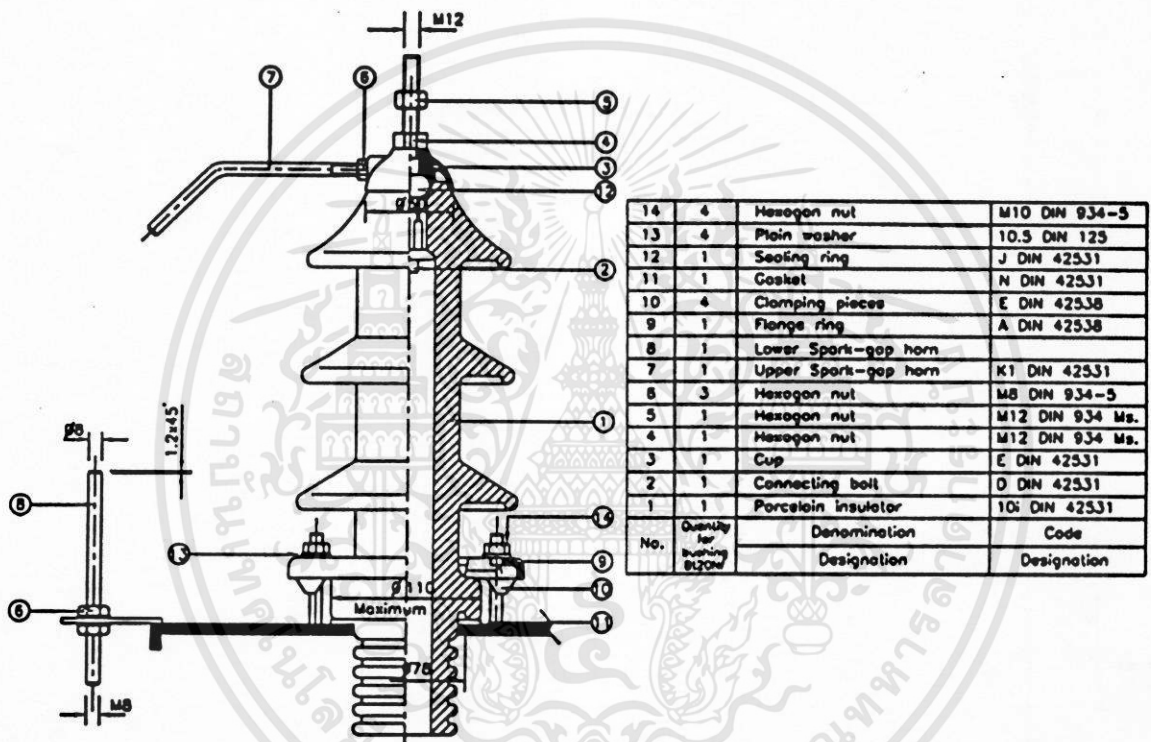 M12
7
6
5
4
3
12
Ø50
2
1
1.2x45°
Ø8
8
14
13
9
Ø110
10
Maximum
6
11
Ø78
M8
14 4 Hexagon nut M10 DIN 934-5
13 4 Plain washer 10.5 DIN 125
12 1 Sealing ring J DIN 42531
11 1 Gasket N DIN 42531
10 4 Clamping pieces E DIN 42538
9 1 Flange ring A DIN 42538
8 1 Lower Spark-gap horn
7 1 Upper Spark-gap horn K1 DIN 42531
6 3 Hexagon nut M8 DIN 934-5
5 1 Hexagon nut M12 DIN 934 Ms.
4 1 Hexagon nut M12 DIN 934 Ms.
3 1 Cup E DIN 42531
2 1 Connecting bolt D DIN 42531
1 1 Porcelain insulator 10i DIN 42531
No. Quantity for bushing Denomination Code
Designation Designation